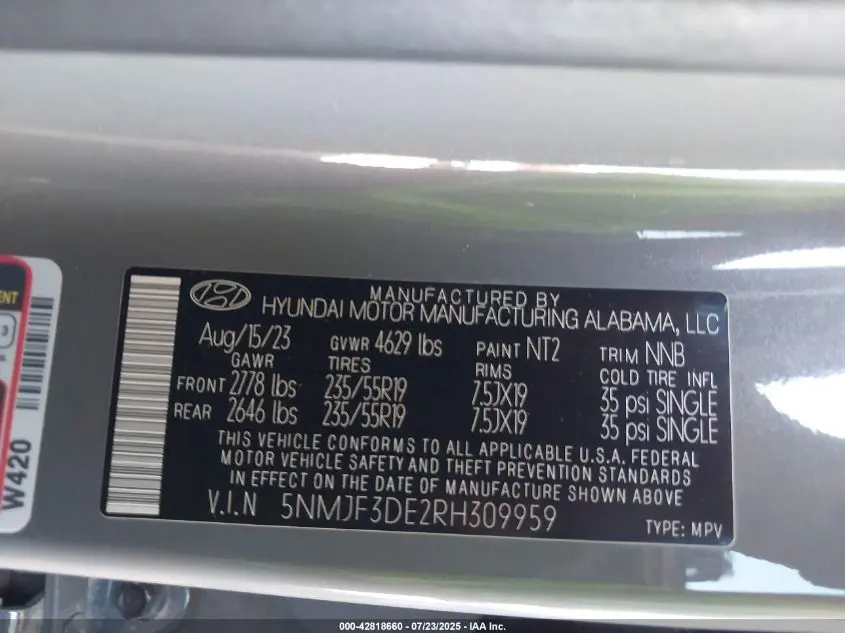 ENT
3
W420
MANUFACTURED BY
HYUNDAI MOTOR MANUFACTURING ALABAMA, LLC
Aug/15/23 GVWR 4629 lbs PAINT NT2 TRIM NNB
GAWR TIRES RIMS COLD TIRE INFL
FRONT 2778 lbs 235/55R19 7.5JX19 35 psi SINGLE
REAR 2646 lbs 235/55R19 7.5JX19 35 psi SINGLE
THIS VEHICLE CONFORMS TO ALL APPLICABLE U.S.A. FEDERAL
MOTOR VEHICLE SAFETY AND THEFT PREVENTION STANDARDS
IN EFFECT ON THE DATE OF MANUFACTURE SHOWN ABOVE
V.I.N 5NMJF3DE2RH309959
TYPE: MPV
000-42818660 - 07/23/2025 - IAA Inc.